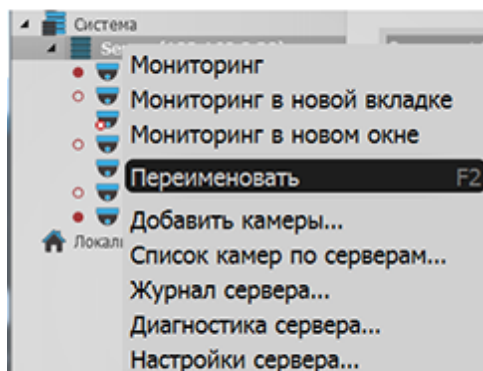 Система
Мониторинг
Мониторинг в новой вкладке
Мониторинг в новом окне
Переименовать F2
Добавить камеры...
Локаль
Список камер по серверам...
Журнал сервера...
Диагностика сервера...
Настройки сервера...